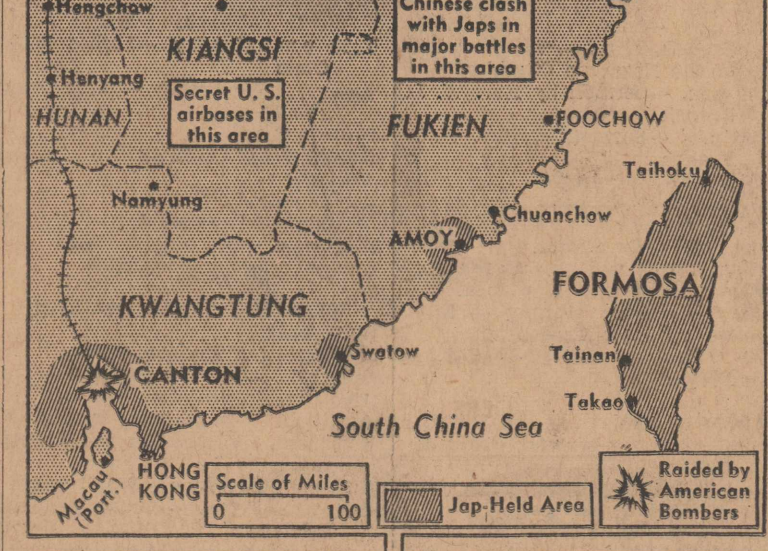 Hengchow
Chinese clash
with Japs in
major battles
in this area
KIANGSI
Henyang
Secret U. S.
airbases in
this area
HUNAN
FUKIEN
FOOCHOW
Taihoku
Namyung
Chuanchow
AMOY
FORMOSA
KWANGTUNG
Swatow
Tainan
CANTON
Takao
South China Sea
HONG
KONG
Macau
(Port.)
Scale of Miles
0 100
Jap-Held Area
Raided by
American
Bombers